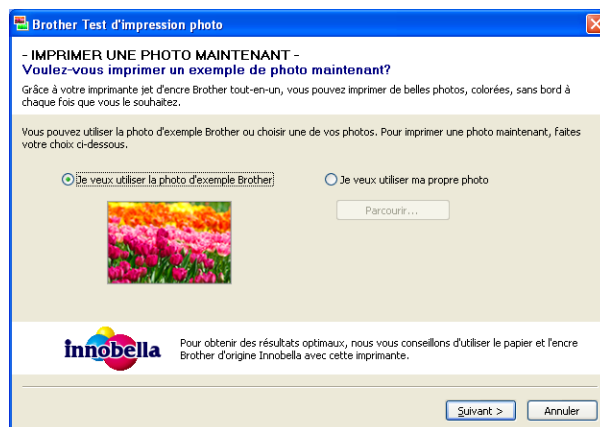 Brother Test d'impression photo
- IMPRIMER UNE PHOTO MAINTENANT -
Voulez-vous imprimer un exemple de photo maintenant?
Grâce à votre imprimante jet d'encre Brother tout-en-un, vous pouvez imprimer de belles photos, colorées, sans bord à
chaque fois que vous le souhaitez.
Vous pouvez utiliser la photo d'exemple Brother ou choisir une de vos photos. Pour imprimer une photo maintenant, faites
votre choix ci-dessous.
Je veux utiliser la photo d'exemple Brother
Je veux utiliser ma propre photo
Parcourir...
innobella
Pour obtenir des résultats optimaux, nous vous conseillons d'utiliser le papier et l'encre
Brother d'origine Innobella avec cette imprimante.
Suivant >
Annuler